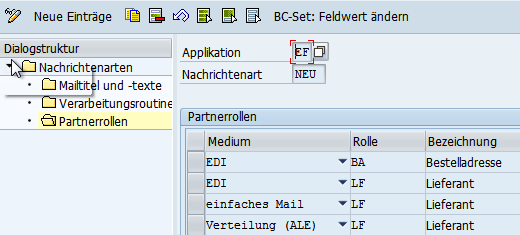 Neue Einträge BC-Set: Feldwert ändern
Dialogstruktur
Nachrichtenarten
Mailtitel und -texte
Verarbeitungsroutine
Partnerrollen
Applikation EF
Nachrichtenart NEU
Partnerrollen
Medium Rolle Bezeichnung
EDI BA Bestelladresse
EDI LF Lieferant
einfaches Mail LF Lieferant
Verteilung (ALE) LF Lieferant